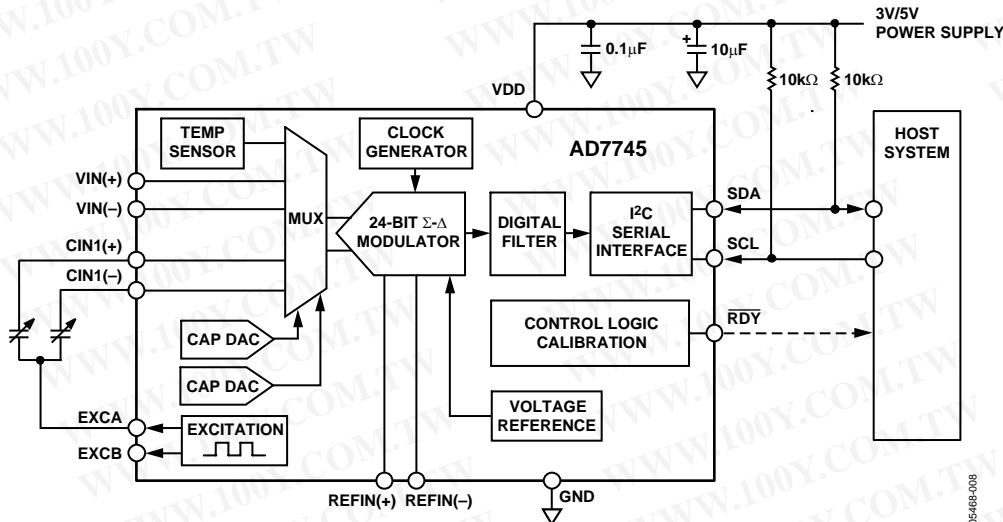 3V/5V
POWER SUPPLY
0.1µF
+
10µF
10kΩ
10kΩ
VDD
HOST
SYSTEM
TEMP
SENSOR
CLOCK
GENERATOR
AD7745
VIN(+)
VIN(–)
MUX
24-BIT Σ-Δ
MODULATOR
DIGITAL
FILTER
I²C
SERIAL
INTERFACE
SDA
SCL
CIN1(+)
CIN1(–)
CAP DAC
CAP DAC
CONTROL LOGIC
CALIBRATION
R̅D̅Y̅
EXCA
EXCB
EXCITATION
VOLTAGE
REFERENCE
REFIN(+)
REFIN(–)
GND
05468-008
WWW.100Y.COM.TW